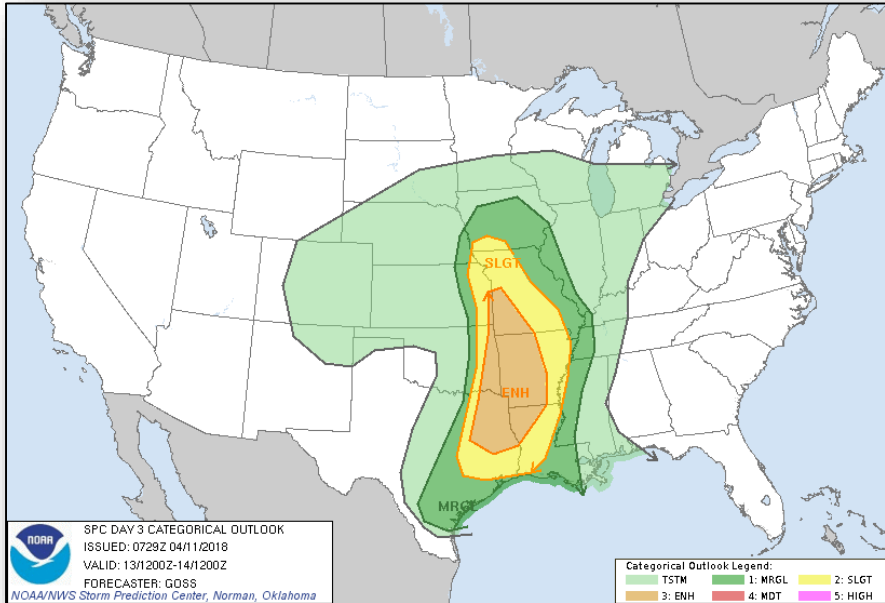 SLGT
ENH
MRGL
SPC DAY 3 CATEGORICAL OUTLOOK
ISSUED: 0729Z 04/11/2018
VALID: 13/1200Z-14/1200Z
FORECASTER: GOSS
NOAA
NOAA/NWS Storm Prediction Center, Norman, Oklahoma
Categorical Outlook Legend:
TSTM 1: MRGL 2: SLGT
3: ENH 4: MDT 5: HIGH